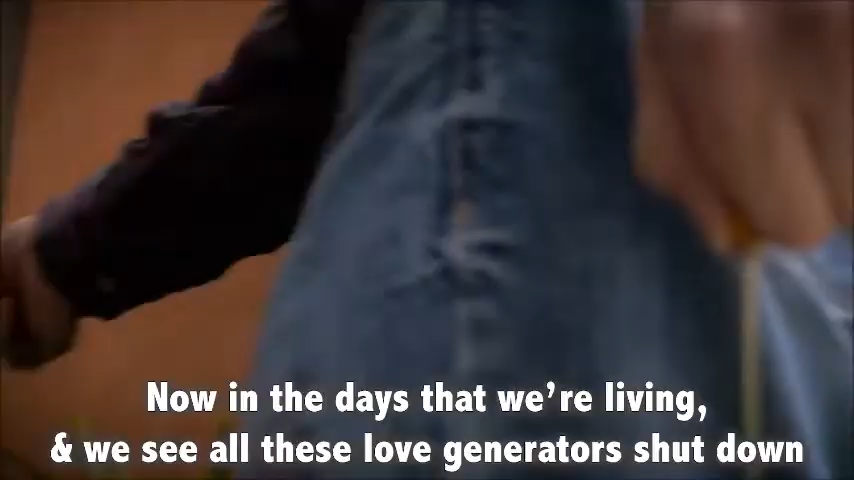 Now in the days that we're living,
& we see all these love generators shut down